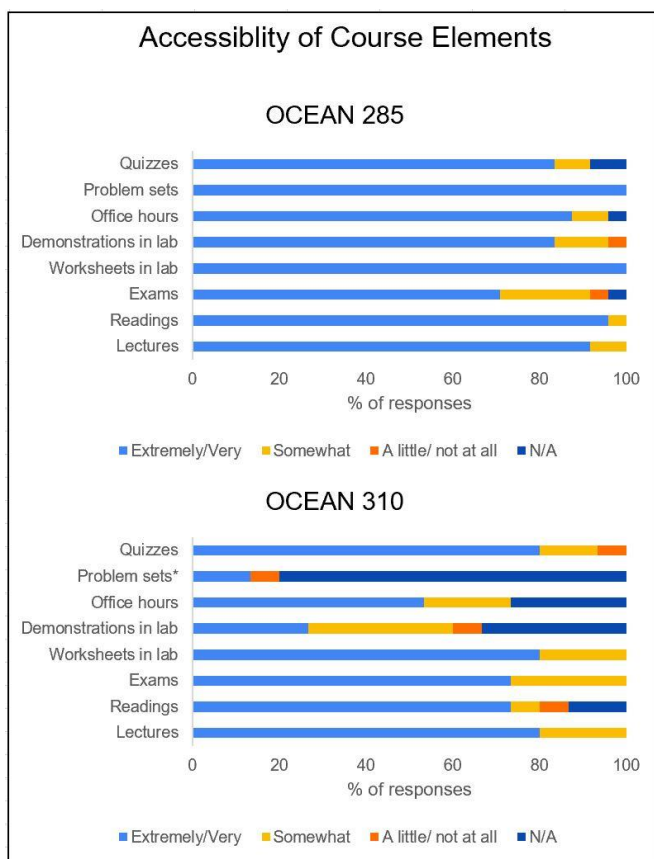 Accessiblity of Course Elements
OCEAN 285
Quizzes
Problem sets
Office hours
Demonstrations in lab
Worksheets in lab
Exams
Readings
Lectures
0 20 40 60 80 100
% of responses
Extremely/Very Somewhat A little/ not at all N/A
OCEAN 310
Quizzes
Problem sets*
Office hours
Demonstrations in lab
Worksheets in lab
Exams
Readings
Lectures
0 20 40 60 80 100
% of responses
Extremely/Very Somewhat A little/ not at all N/A